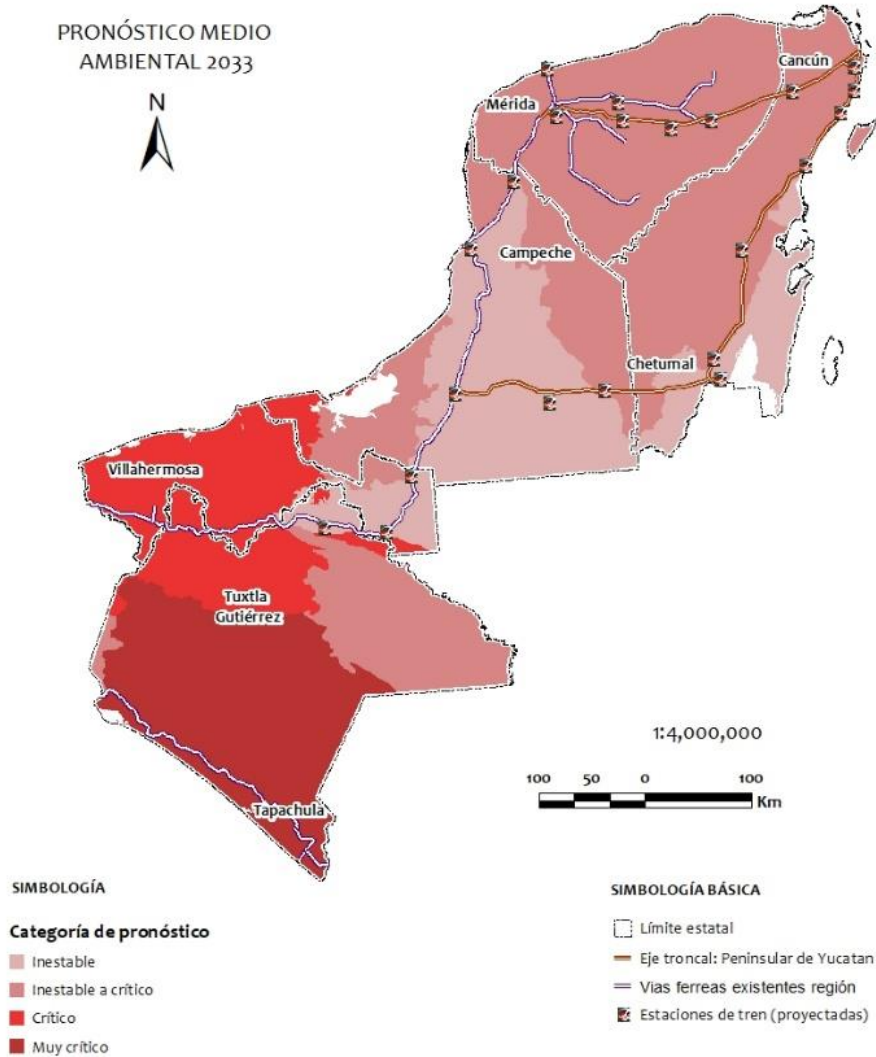 PRONÓSTICO MEDIO
AMBIENTAL 2033
N
Cancún
Mérida
Campeche
Chetumal
Villahermosa
Tuxtla
Gutiérrez
Tapachula
1:4,000,000
100 50 0 100
Km
SIMBOLOGÍA
Categoría de pronóstico
Inestable
Inestable a crítico
Crítico
Muy crítico
SIMBOLOGÍA BÁSICA
Límite estatal
Eje troncal: Peninsular de Yucatan
Vias ferreas existentes región
Estaciones de tren (proyectadas)